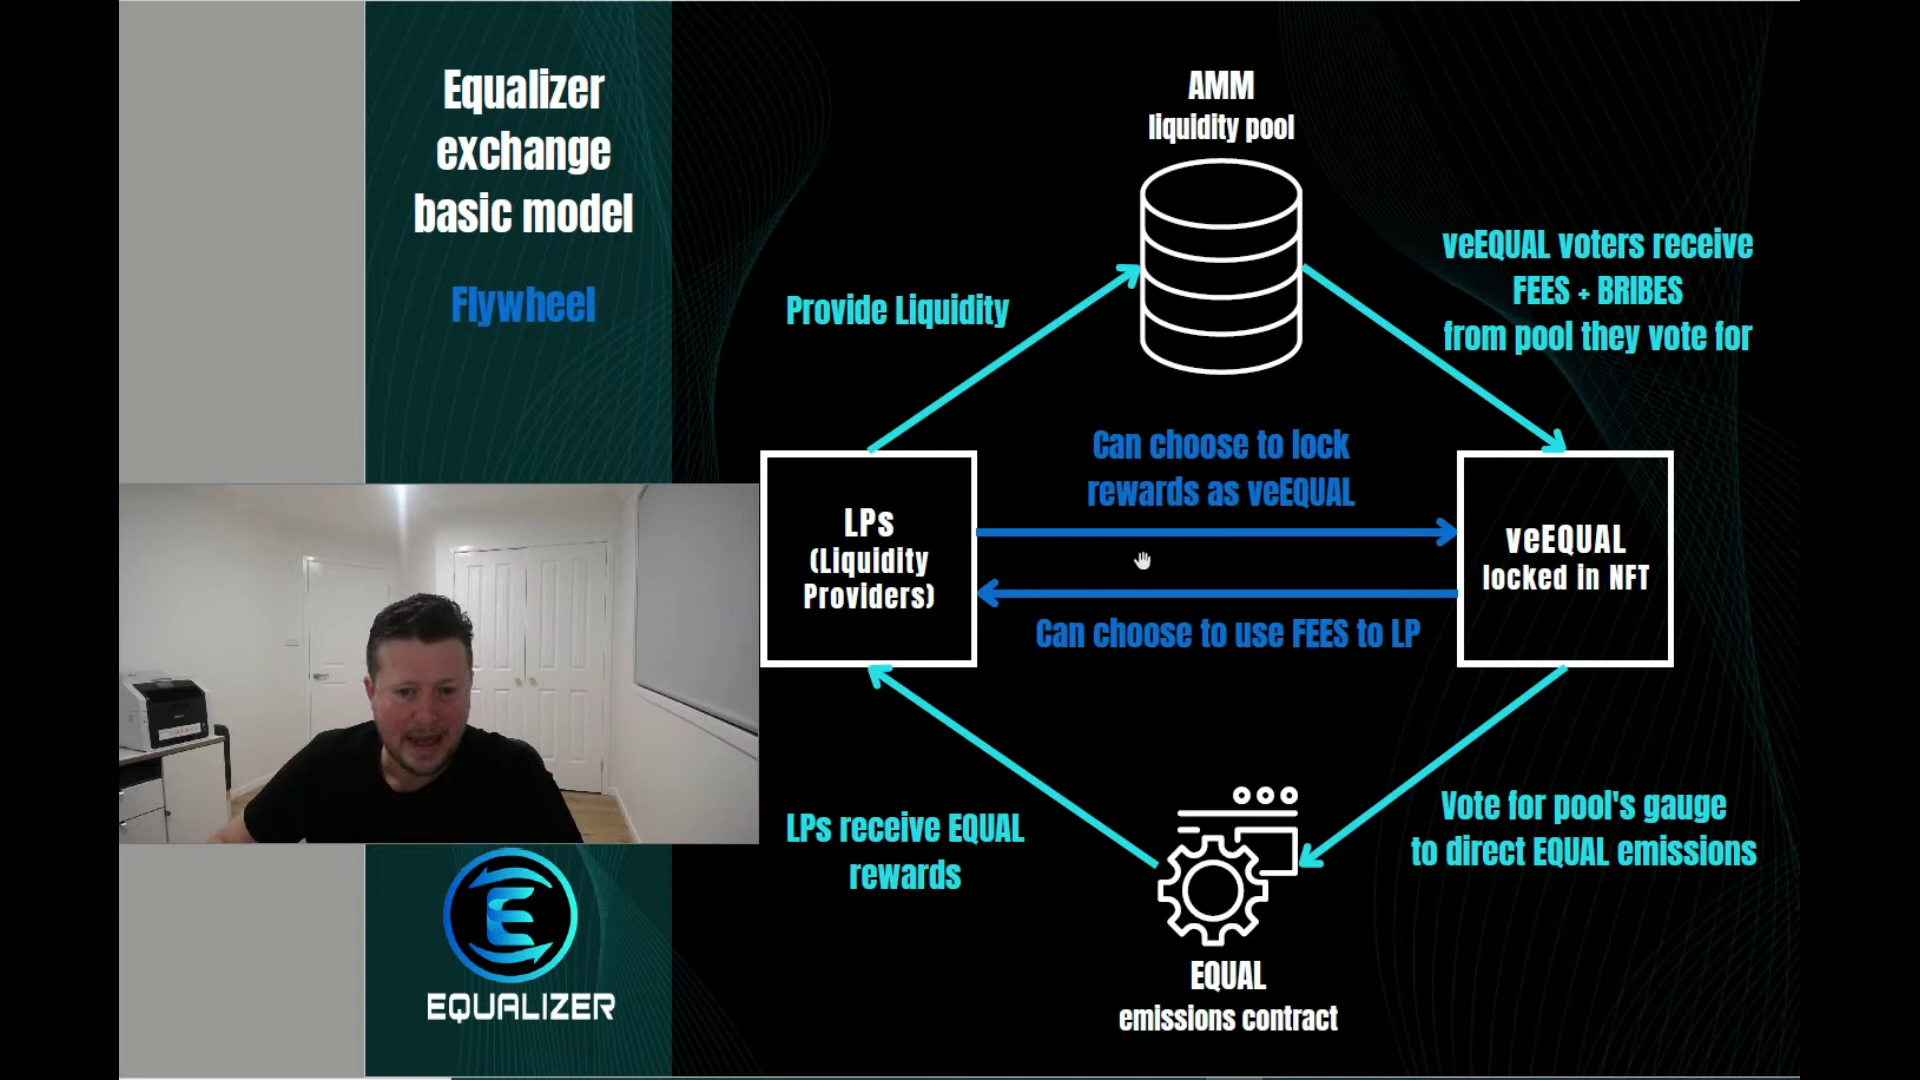 Equalizer
exchange
basic model
Flywheel
AMM
liquidity pool
Provide Liquidity
veEQUAL voters receive
FEES + BRIBES
from pool they vote for
Can choose to lock
rewards as veEQUAL
LPs
(Liquidity
Providers)
veEQUAL
locked in NFT
Can choose to use FEES to LP
LPs receive EQUAL
rewards
Vote for pool's gauge
to direct EQUAL emissions
EQUAL
emissions contract
E
EQUALIZER